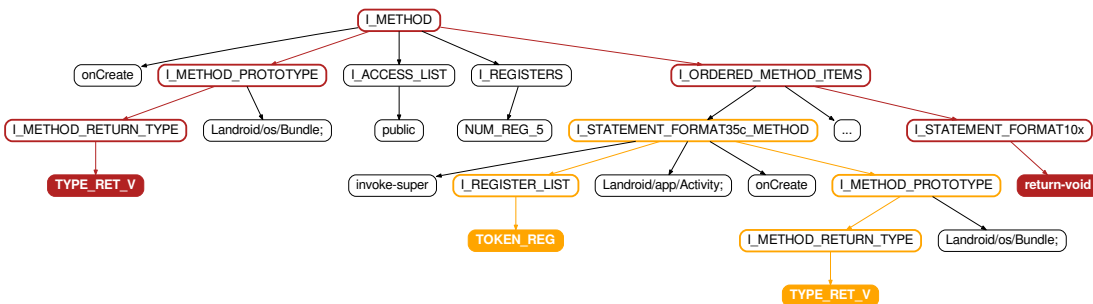 I_METHOD
onCreate
I_METHOD_PROTOTYPE
I_ACCESS_LIST
I_REGISTERS
I_ORDERED_METHOD_ITEMS
I_METHOD_RETURN_TYPE
Landroid/os/Bundle;
public
NUM_REG_5
I_STATEMENT_FORMAT35c_METHOD
...
I_STATEMENT_FORMAT10x
TYPE_RET_V
invoke-super
I_REGISTER_LIST
Landroid/app/Activity;
onCreate
I_METHOD_PROTOTYPE
return-void
TOKEN_REG
I_METHOD_RETURN_TYPE
Landroid/os/Bundle;
TYPE_RET_V